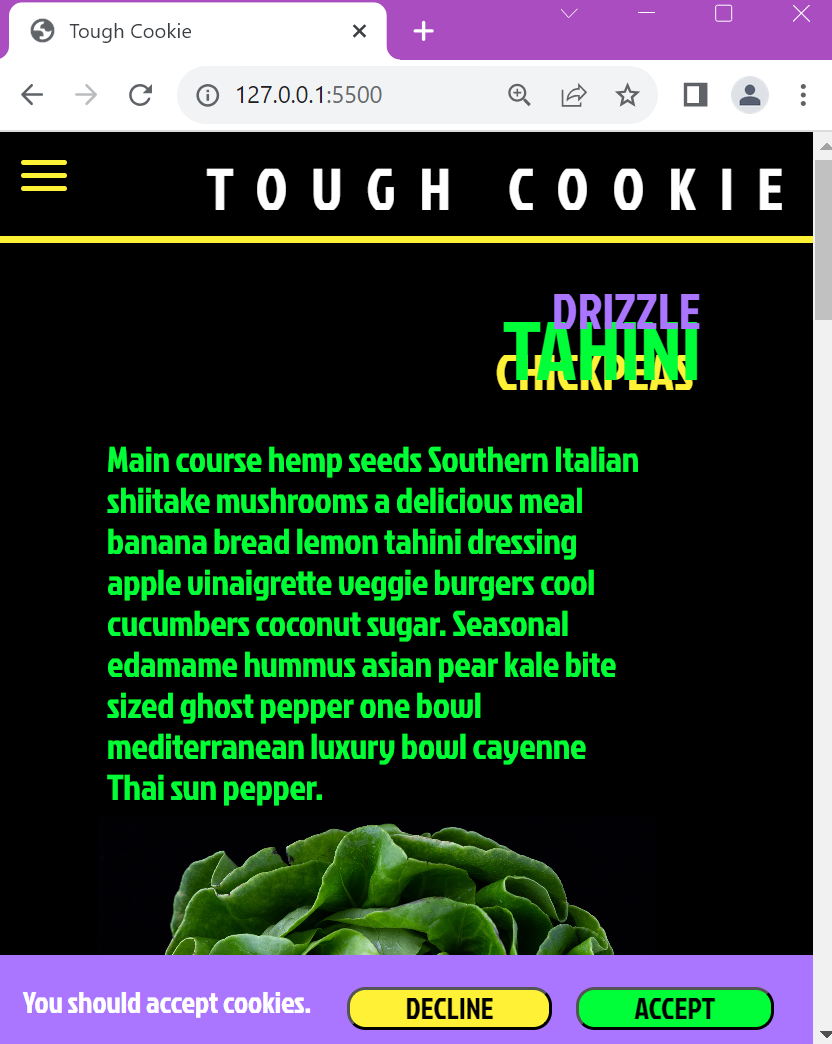 Tough Cookie
127.0.0.1:5500
TOUGH COOKIE
DRIZZLE
TAHINI
CHICKPEAS
Main course hemp seeds Southern Italian
shiitake mushrooms a delicious meal
banana bread lemon tahini dressing
apple vinaigrette veggie burgers cool
cucumbers coconut sugar. Seasonal
edamame hummus asian pear kale bite
sized ghost pepper one bowl
mediterranean luxury bowl cayenne
Thai sun pepper.
You should accept cookies. DECLINE ACCEPT